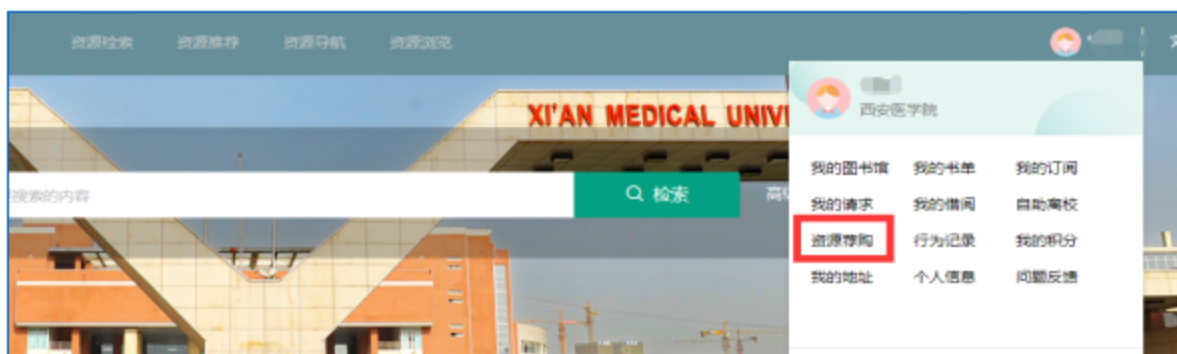 资源检索 资源推荐 资源导航 资源浏览
XI'AN MEDICAL UNIV
西安医学院
搜索的内容
检索
我的图书馆 我的书单 我的订阅
我的请求 我的借阅 自助离校
资源荐购 行为记录 我的积分
我的地址 个人信息 问题反馈